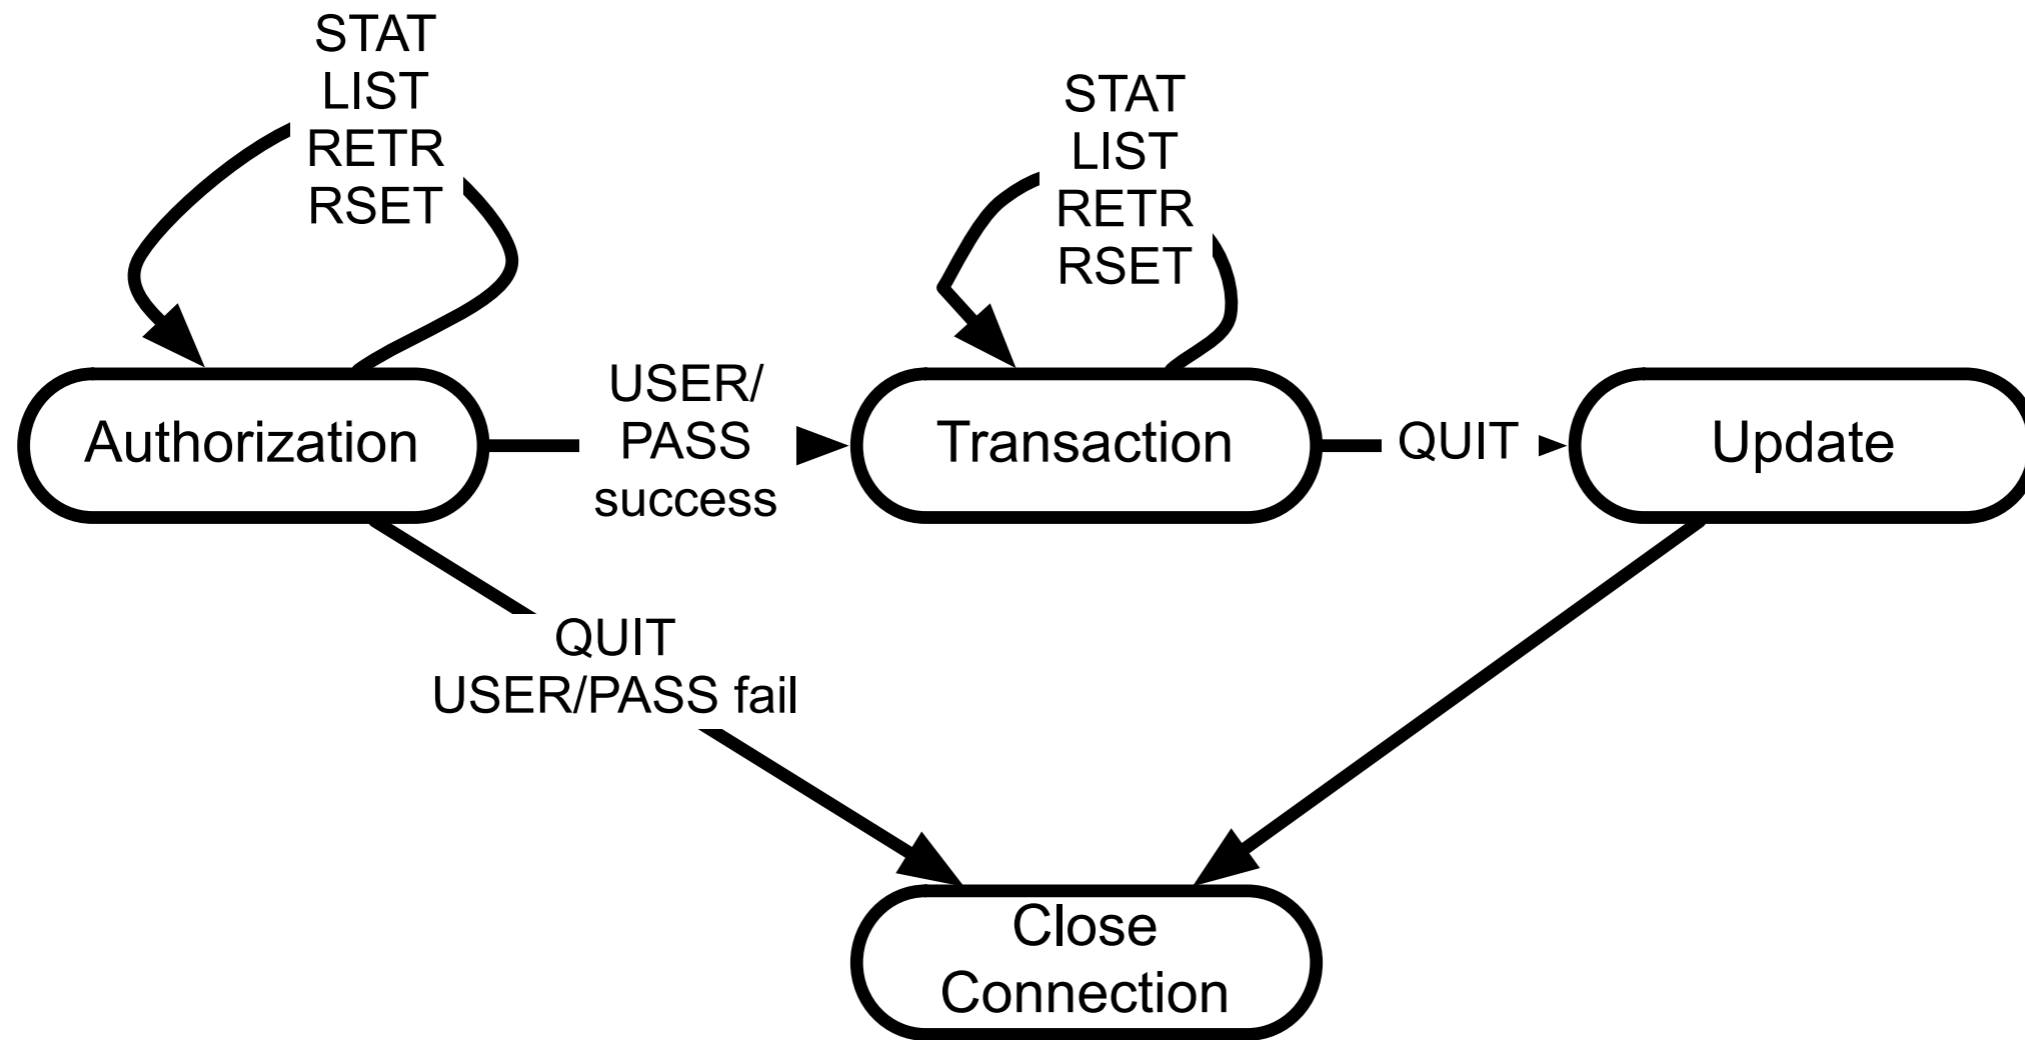 STAT
LIST
RETR
RSET
STAT
LIST
RETR
RSET
Authorization
USER/
PASS
success
Transaction
QUIT
Update
QUIT
USER/PASS fail
Close
Connection